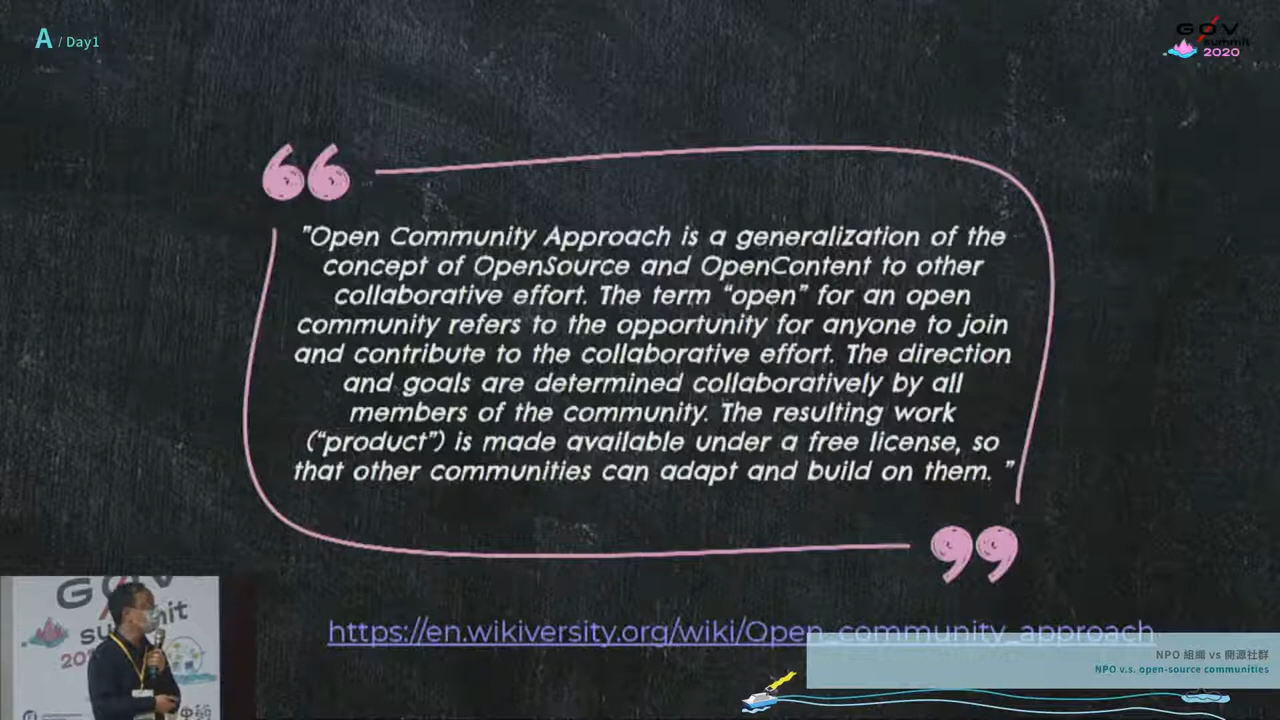 A / Day1
G0V
summit
2020
"Open Community Approach is a generalization of the
concept of OpenSource and OpenContent to other
collaborative effort. The term “open” for an open
community refers to the opportunity for anyone to join
and contribute to the collaborative effort. The direction
and goals are determined collaboratively by all
members of the community. The resulting work
(“product”) is made available under a free license, so
that other communities can adapt and build on them. ”
https://en.wikiversity.org/wiki/Open_community_approach
NPO 組織 vs 開源社群
NPO v.s. open-source communities